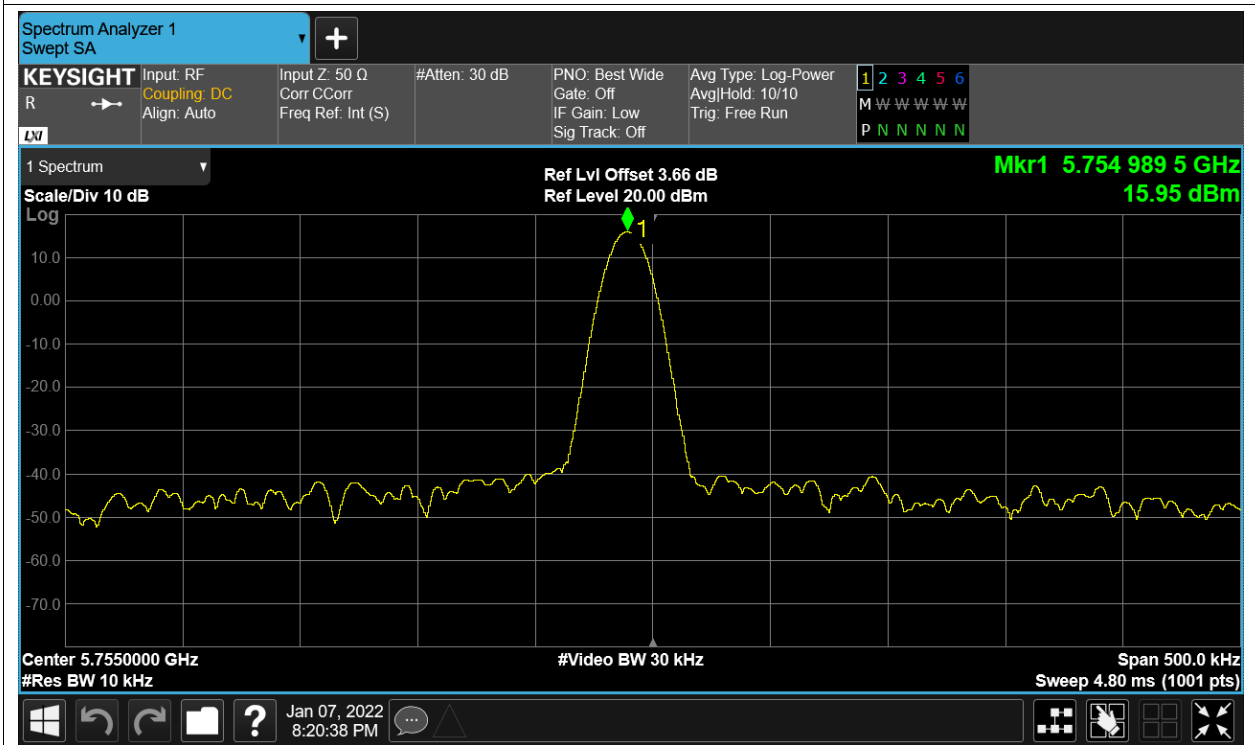 Spectrum Analyzer 1
Swept SA
+
KEYSIGHT
R
LXI
Input: RF
Coupling: DC
Align: Auto
Input Z: 50 Ω
Corr CCorr
Freq Ref: Int (S)
#Atten: 30 dB
PNO: Best Wide
Gate: Off
IF Gain: Low
Sig Track: Off
Avg Type: Log-Power
Avg|Hold: 10/10
Trig: Free Run
1 2 3 4 5 6
M W W W W W
P N N N N N
1 Spectrum
Scale/Div 10 dB
Log
Ref Lvl Offset 3.66 dB
Ref Level 20.00 dBm
Mkr1 5.754 989 5 GHz
15.95 dBm
1
10.0
0.00
-10.0
-20.0
-30.0
-40.0
-50.0
-60.0
-70.0
Center 5.7550000 GHz
#Res BW 10 kHz
#Video BW 30 kHz
Span 500.0 kHz
Sweep 4.80 ms (1001 pts)
?
Jan 07, 2022
8:20:38 PM